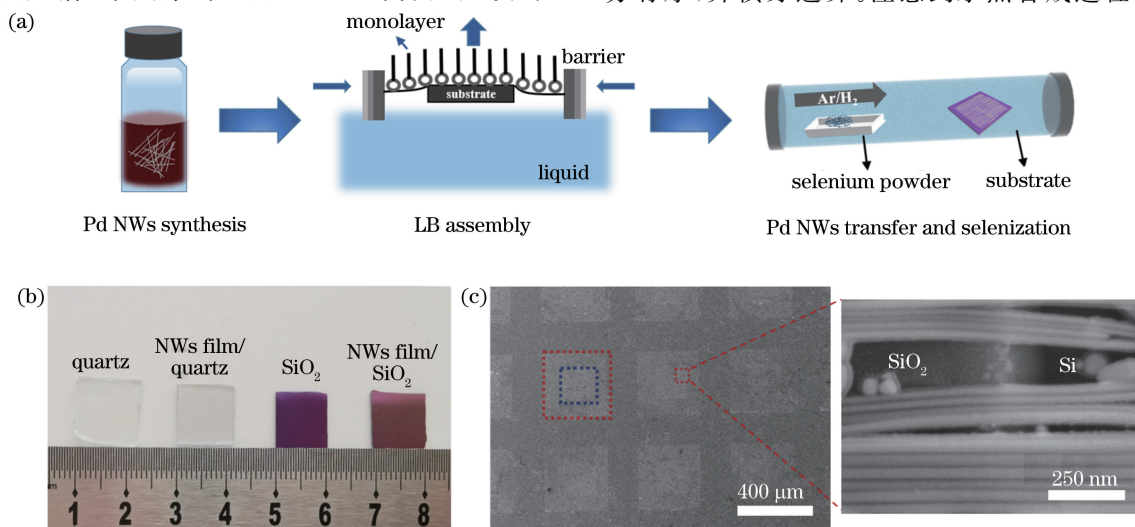 (a)
monolayer
barrier
substrate
liquid
Ar/H₂
selenium powder
substrate
Pd NWs synthesis
LB assembly
Pd NWs transfer and selenization
(b)
quartz
NWs film/
quartz
SiO₂
NWs film/
SiO₂
1 2 3 4 5 6 7 8
(c)
SiO₂
Si
400 μm
250 nm